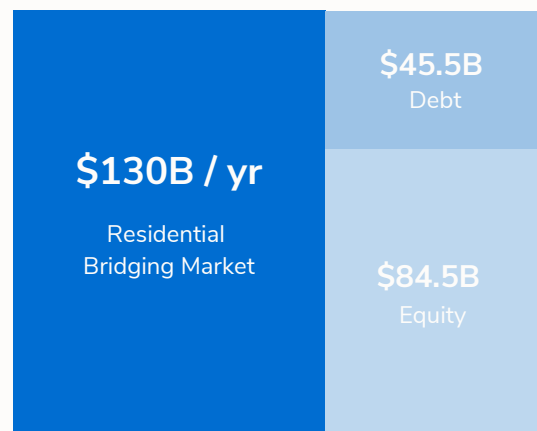 $130B / yr
Residential
Bridging Market
$45.5B
Debt
$84.5B
Equity